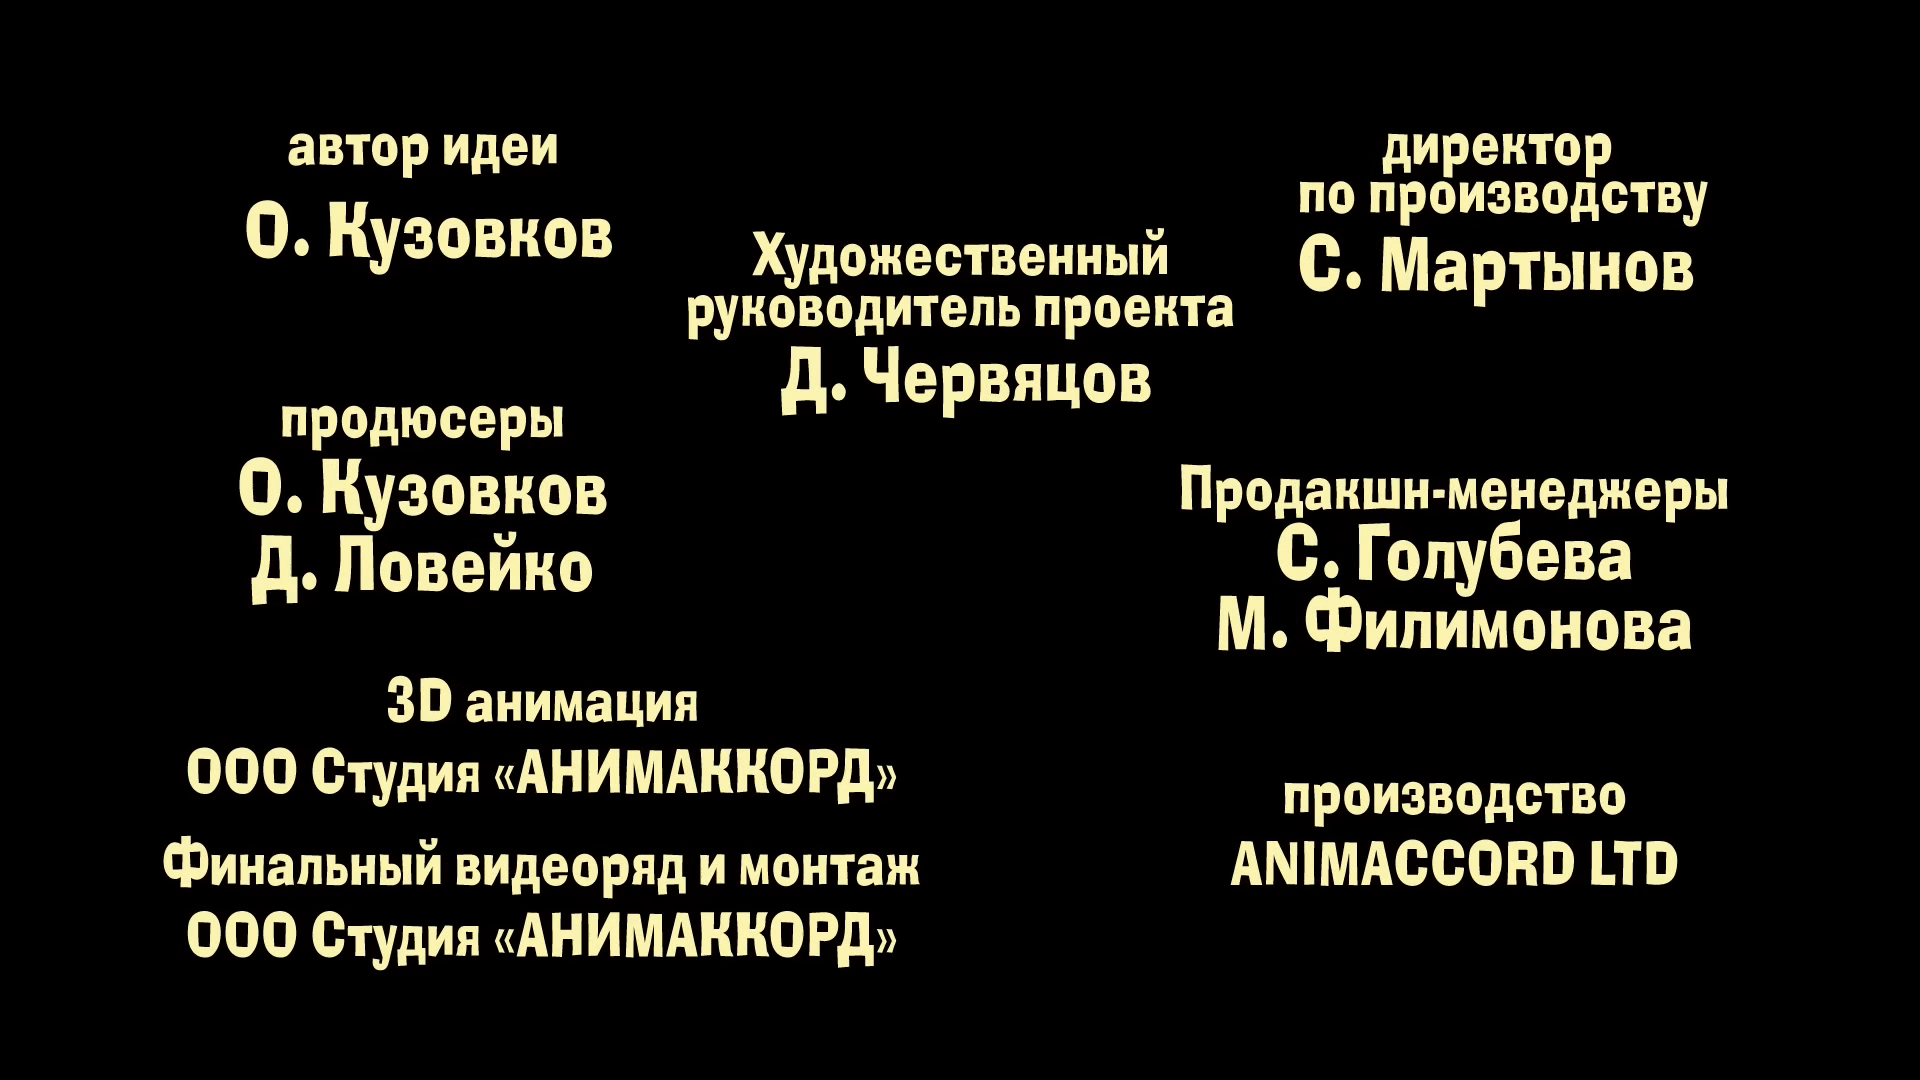 автор идеи
О. Кузовков
Художественный
руководитель проекта
Д. Червяцов
директор
по производству
С. Мартынов
продюсеры
О. Кузовков
Д. Ловейко
Продакшн-менеджеры
С. Голубева
М. Филимонова
3D анимация
ООО Студия «АНИМАККОРД»
Финальный видеоряд и монтаж
ООО Студия «АНИМАККОРД»
производство
ANIMACCORD LTD